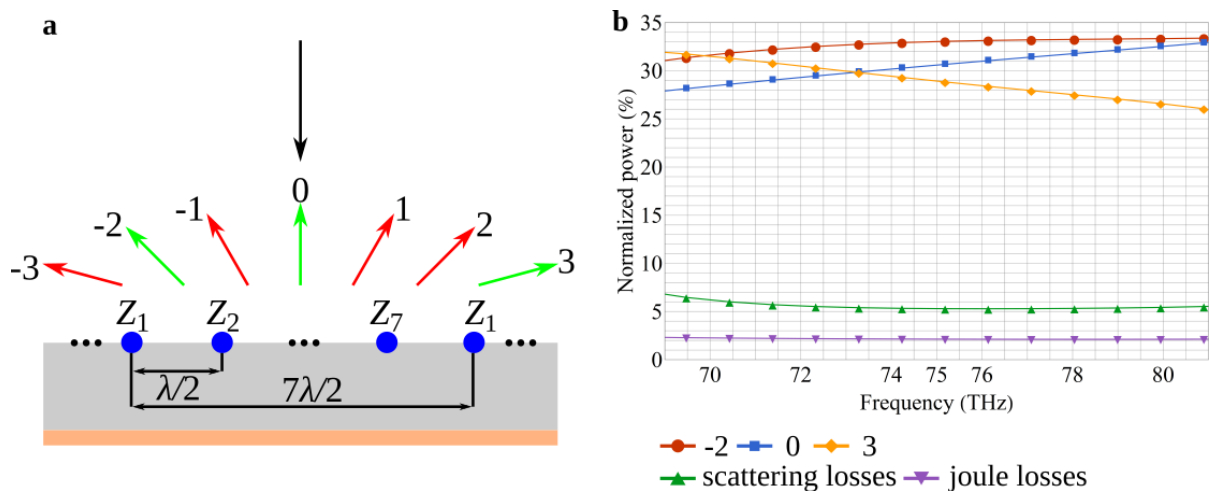 a
0
-1
1
-2
2
-3
3
Z1
Z2
Z7
Z1
λ/2
7λ/2
b
Normalized power (%)
35
30
25
20
15
10
5
0
70 72 74 75 76 78 80
Frequency (THz)
-2 0 3
scattering losses joule losses